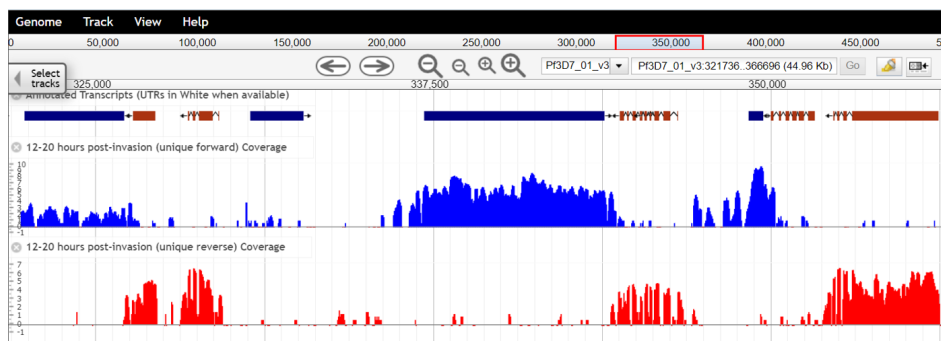 Genome Track View Help
0 50,000 100,000 150,000 200,000 250,000 300,000 350,000 400,000 450,000 5
Select tracks
Pf3D7_01_v3 Pf3D7_01_v3:321736..366696 (44.96 Kb) Go
325,000 337,500 350,000
Annotated Transcripts (UTRs in White when available)
12-20 hours post-invasion (unique forward) Coverage
10
9
8
7
6
5
4
3
2
1
0
-1
12-20 hours post-invasion (unique reverse) Coverage
7
6
5
4
3
2
1
0
-1